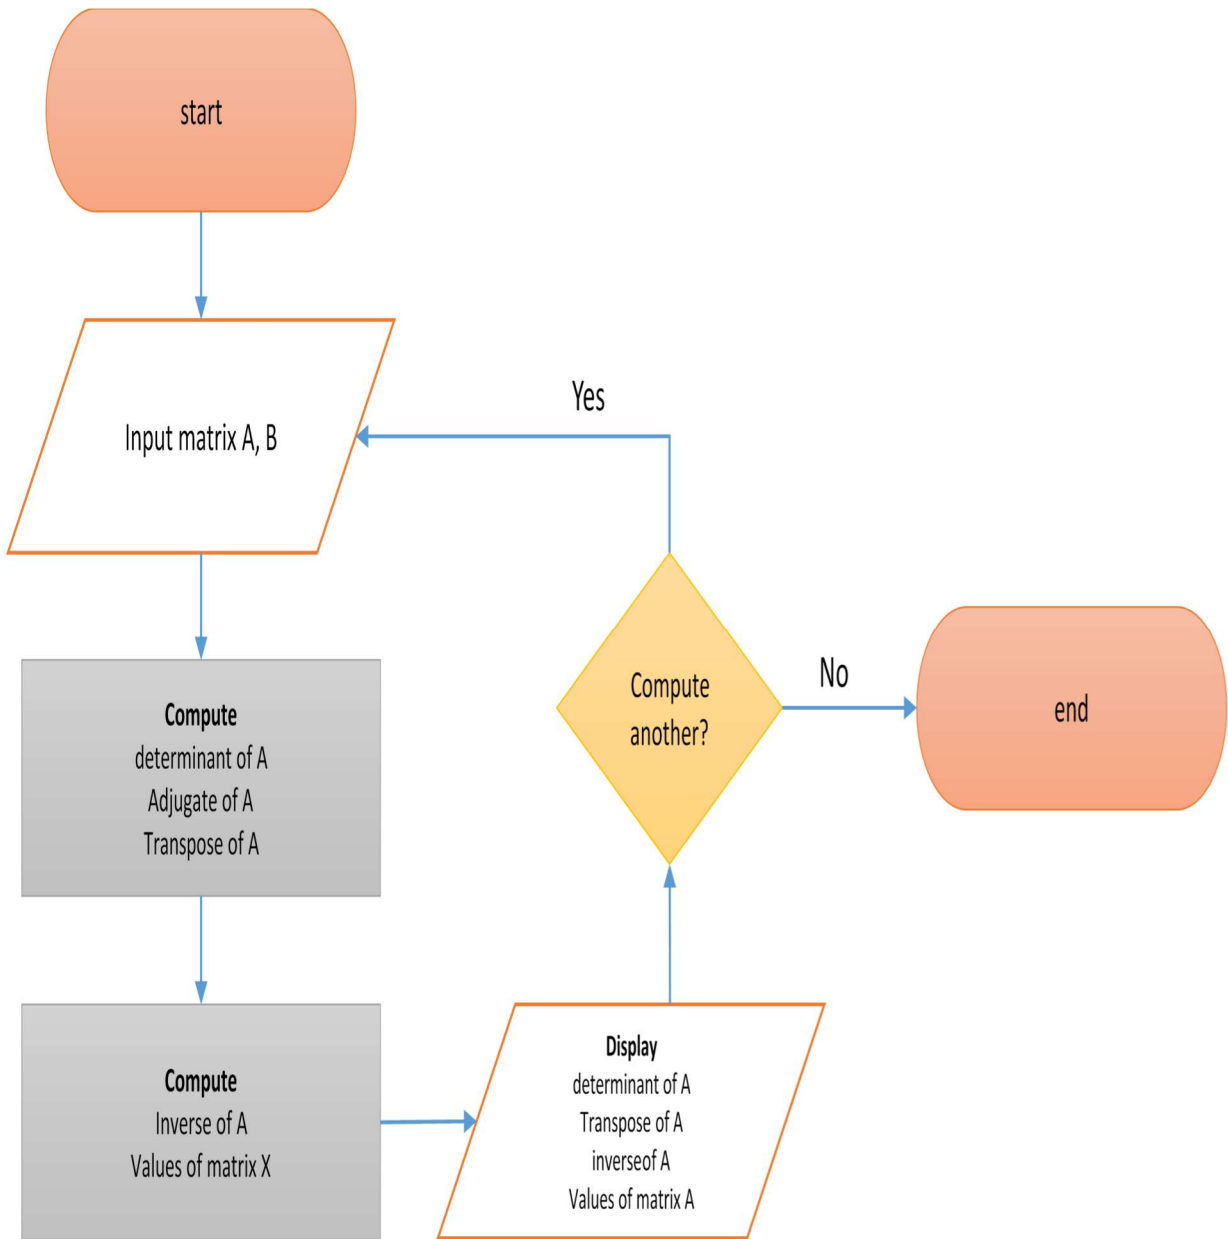 start
Input matrix A, B
Compute
determinant of A
Adjugate of A
Transpose of A
Compute
Inverse of A
Values of matrix X
Display
determinant of A
Transpose of A
inverseof A
Values of matrix A
Compute
another?
Yes
No
end